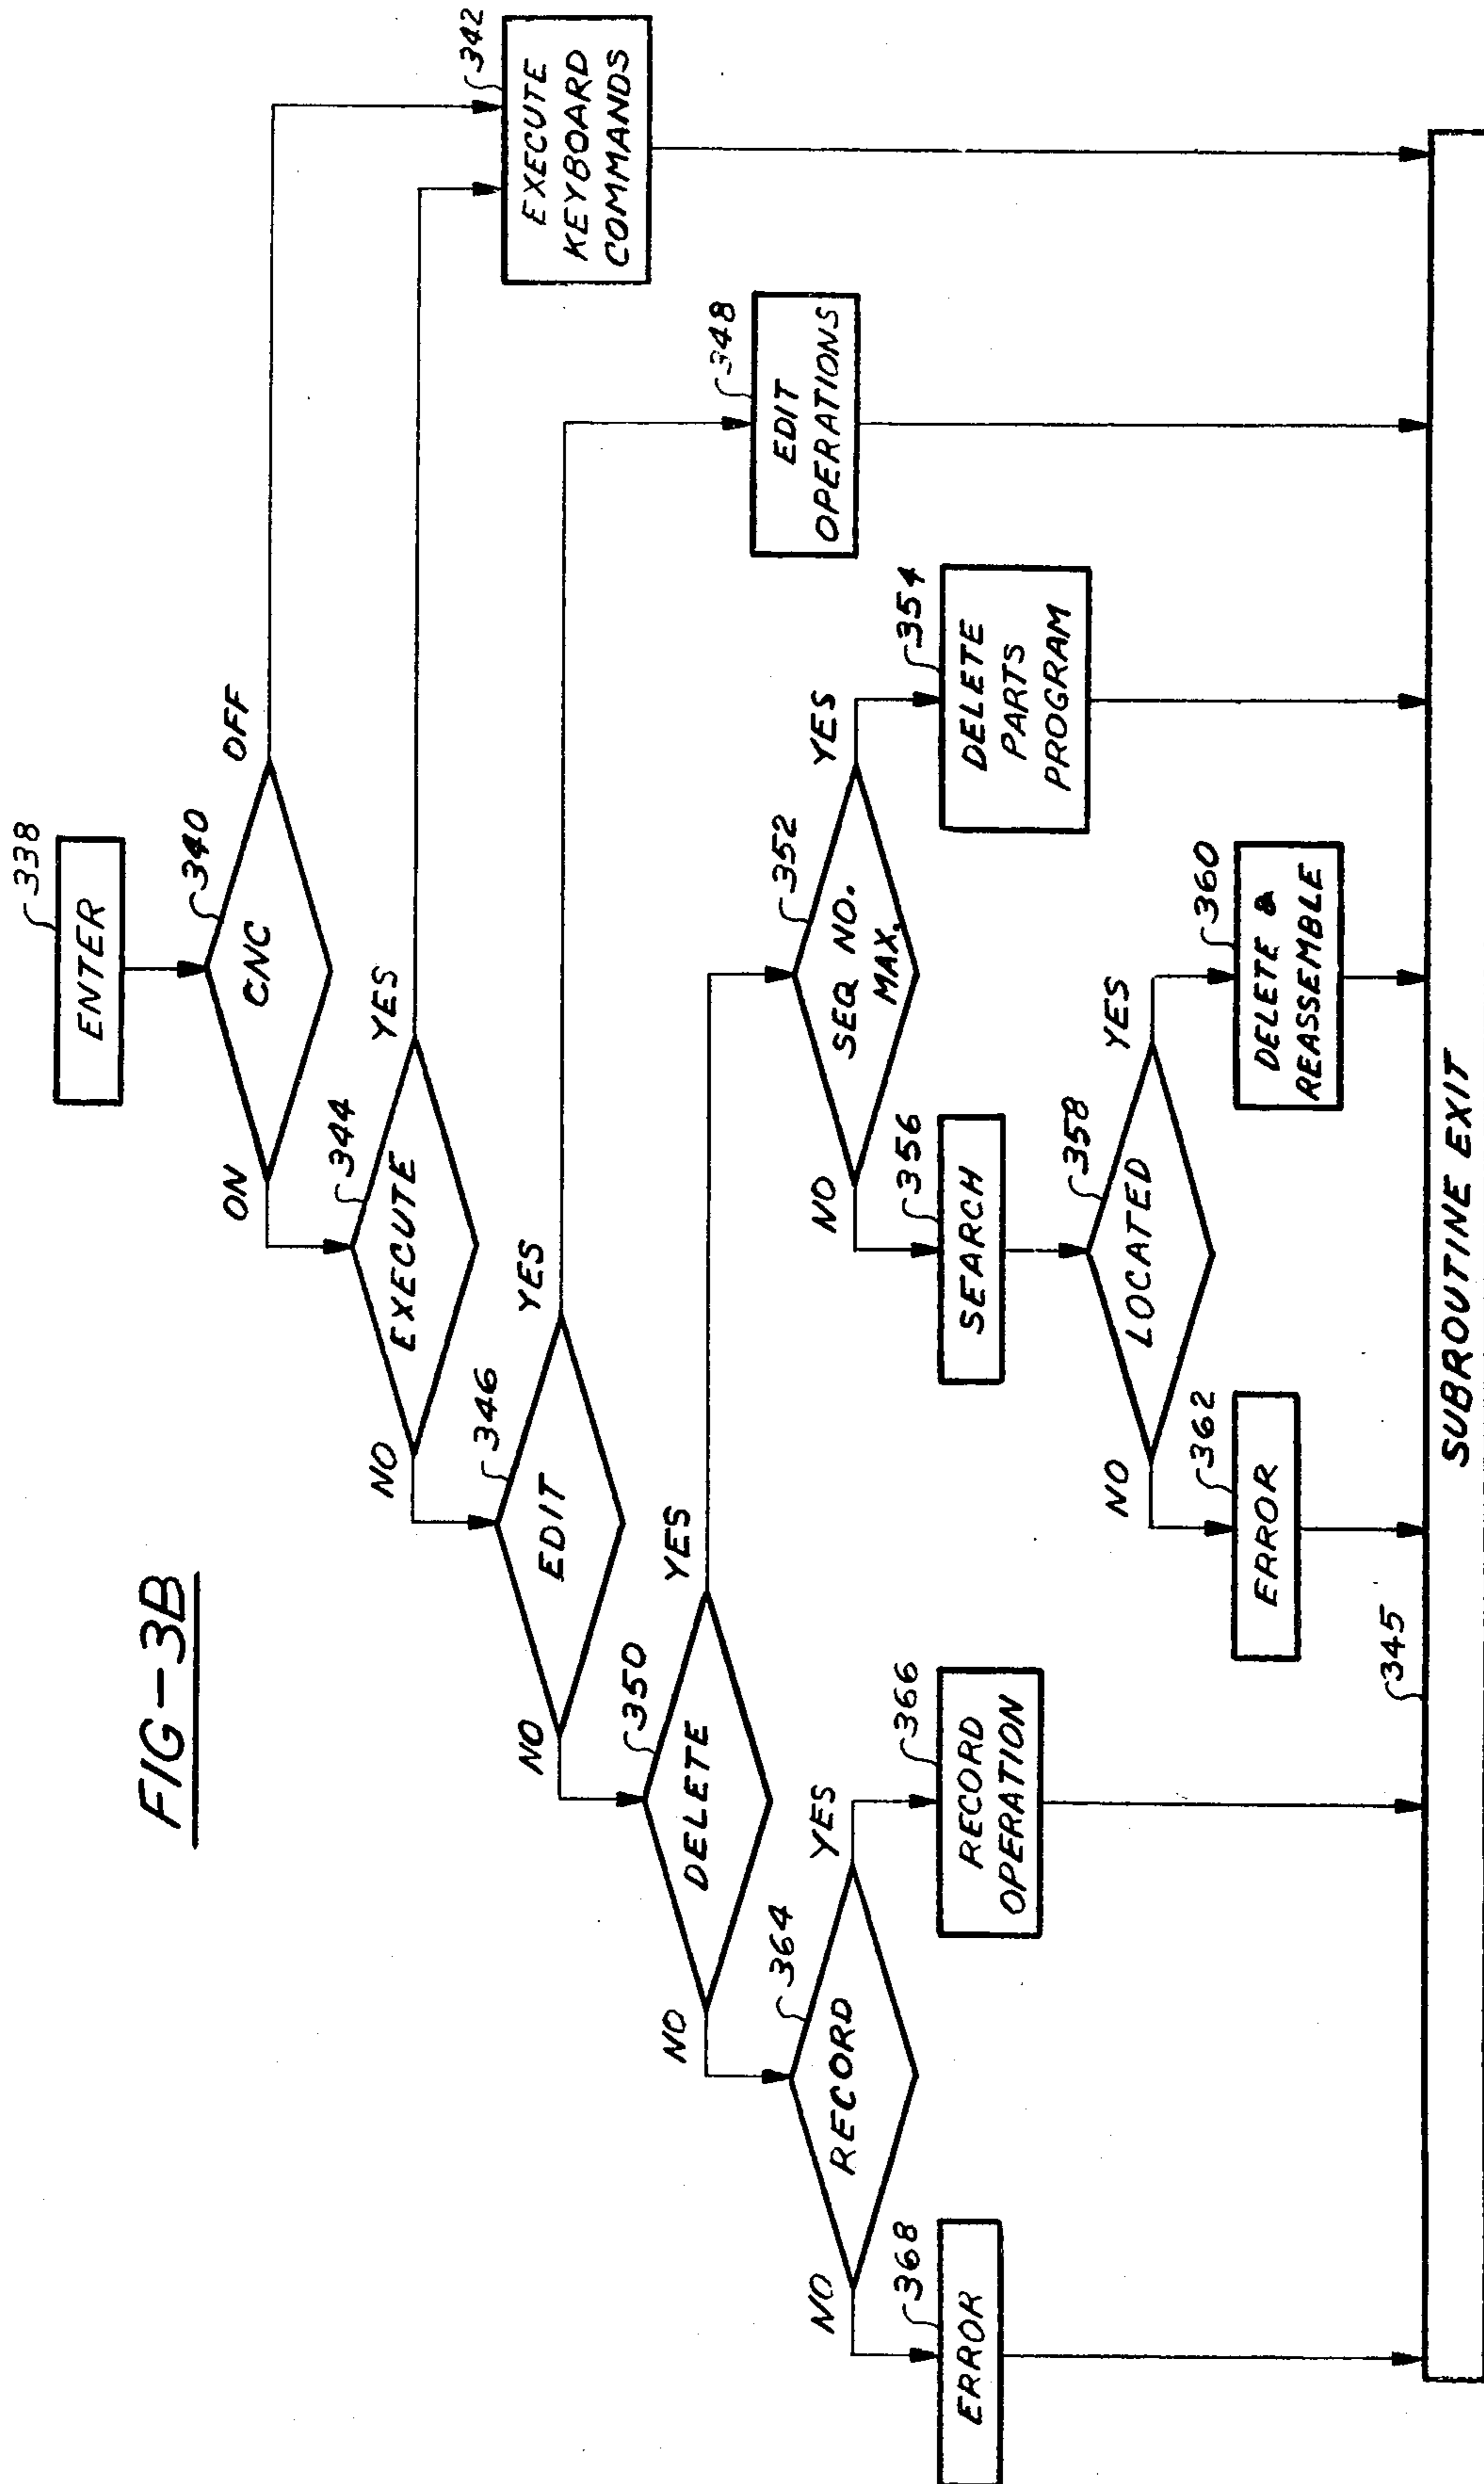 FIG-3B
338
ENTER
340
CNC
ON
OFF
342
EXECUTE
KEYBOARD
COMMANDS
344
EXECUTE
NO
YES
346
EDIT
NO
YES
348
EDIT
OPERATIONS
350
DELETE
NO
YES
352
SEQ NO.
MAX.
NO
YES
354
DELETE
PARTS
PROGRAM
356
SEARCH
358
LOCATED
NO
YES
360
DELETE &
REASSEMBLE
362
ERROR
364
RECORD
NO
YES
366
RECORD
OPERATION
368
ERROR
345
SUBROUTINE EXIT